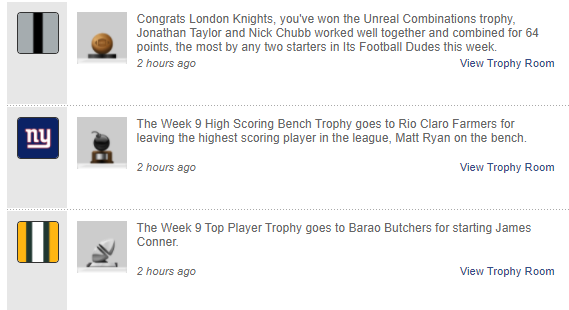 Congrats London Knights, you've won the Unreal Combinations trophy,
Jonathan Taylor and Nick Chubb worked well together and combined for 64
points, the most by any two starters in Its Football Dudes this week.
2 hours ago View Trophy Room
ny
The Week 9 High Scoring Bench Trophy goes to Rio Claro Farmers for
leaving the highest scoring player in the league, Matt Ryan on the bench.
2 hours ago View Trophy Room
The Week 9 Top Player Trophy goes to Barao Butchers for starting James
Conner.
2 hours ago View Trophy Room